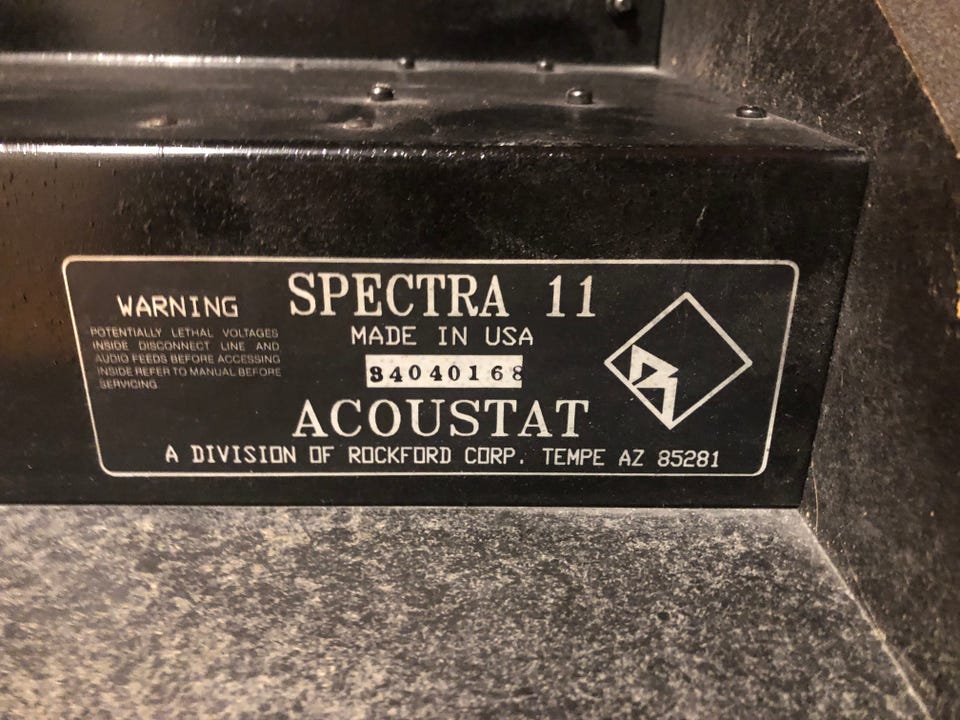 SPECTRA 11
MADE IN USA
84040168
ACOUSTAT
A DIVISION OF ROCKFORD CORP. TEMPE AZ 85281
WARNING
POTENTIALLY LETHAL VOLTAGES
INSIDE DISCONNECT LINE AND
AUDIO FEEDS BEFORE ACCESSING
INSIDE REFER TO MANUAL BEFORE
SERVICING